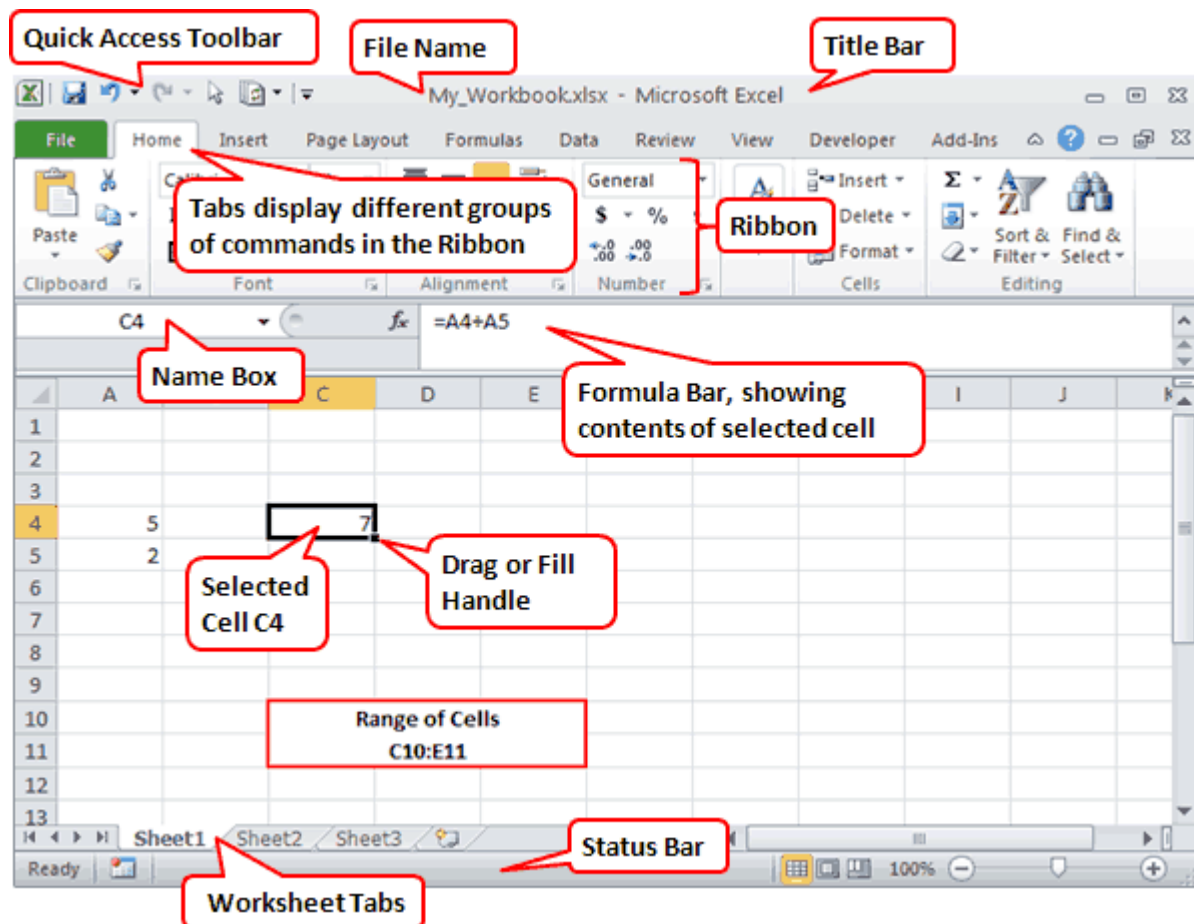 Quick Access Toolbar
File Name
Title Bar
My_Workbook.xlsx - Microsoft Excel
File Home Insert Page Layout Formulas Data Review View Developer Add-Ins
General
Insert
Tabs display different groups
of commands in the Ribbon
$ %
Ribbon
Delete
Paste
Format
Sort & Find &
Filter Select
Clipboard Font Alignment Number Cells Editing
C4 fx =A4+A5
Name Box
Formula Bar, showing
contents of selected cell
A C D E I J K
1
2
3
4 5 7
5 2
Drag or Fill
Handle
Selected
Cell C4
6
7
8
9
10 Range of Cells
11 C10:E11
12
13
Sheet1 Sheet2 Sheet3
Status Bar
Ready 100%
Worksheet Tabs